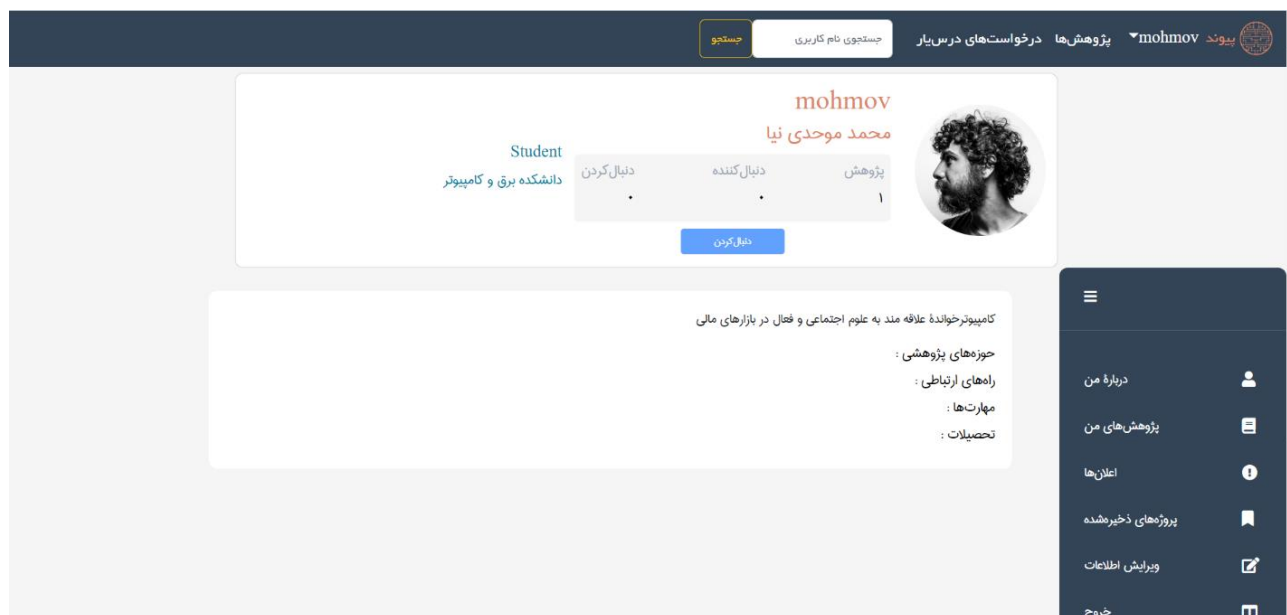 پیوند mohmov پژوهش‌ها درخواست‌های درس‌یار جستجوی نام کاربری جستجو
mohmov
محمد موحدی نیا
پژوهش دنبال‌کننده دنبال‌کردن
۱ ۰ ۰
Student
دانشکده برق و کامپیوتر
دنبال‌کردن
کامپیوترخواندهٔ علاقه مند به علوم اجتماعی و فعال در بازارهای مالی
حوزه‌های پژوهشی :
راه‌های ارتباطی :
مهارت‌ها :
تحصیلات :
دربارهٔ من
پژوهش‌های من
اعلان‌ها
پروژه‌های ذخیره‌شده
ویرایش اطلاعات
خروج